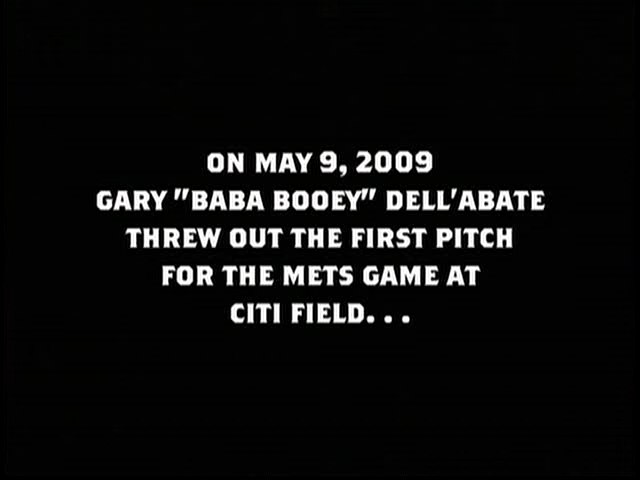 ON MAY 9, 2009
GARY "BABA BOOEY" DELL'ABATE
THREW OUT THE FIRST PITCH
FOR THE METS GAME AT
CITI FIELD. . .